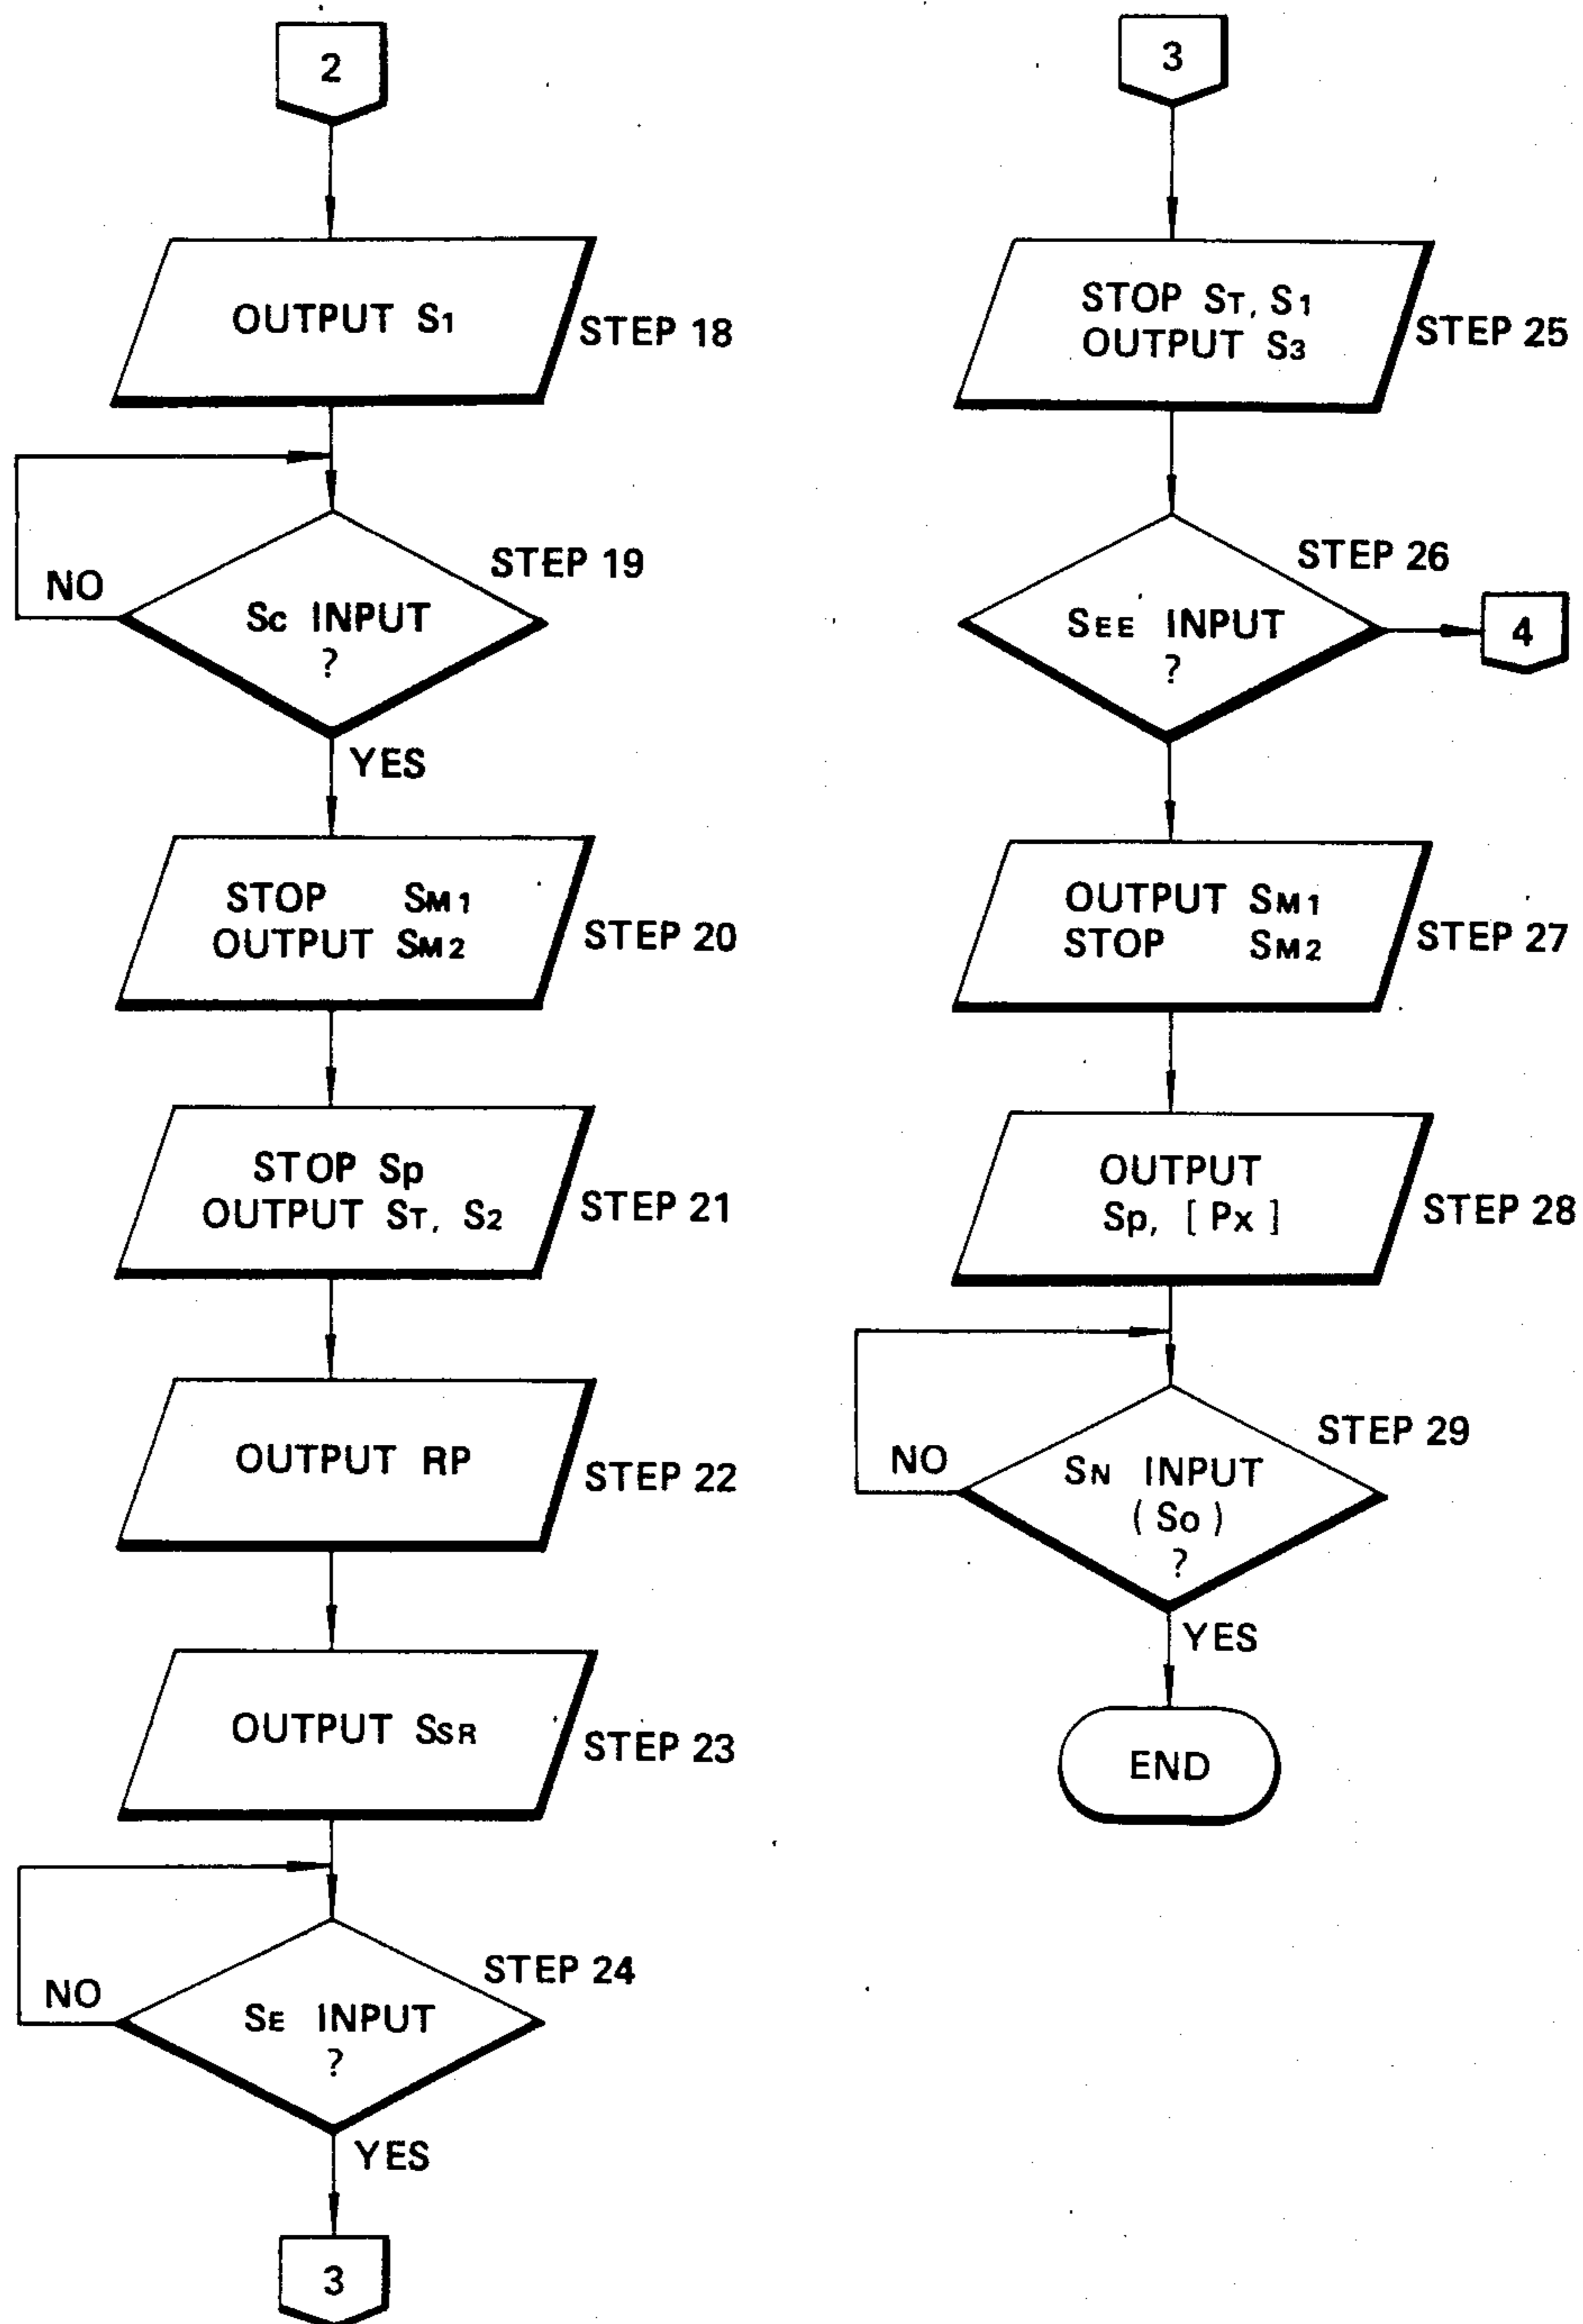 2
OUTPUT S1
STEP 18
STEP 19
NO
Sc INPUT
?
YES
STOP SM1
OUTPUT SM2
STEP 20
STOP Sp
OUTPUT ST, S2
STEP 21
OUTPUT RP
STEP 22
OUTPUT SSR
STEP 23
STEP 24
NO
SE INPUT
?
YES
3
3
STOP ST, S1
OUTPUT S3
STEP 25
STEP 26
SEE INPUT
?
4
OUTPUT SM1
STOP SM2
STEP 27
OUTPUT
Sp, [ Px ]
STEP 28
STEP 29
NO
SN INPUT
( So )
?
YES
END